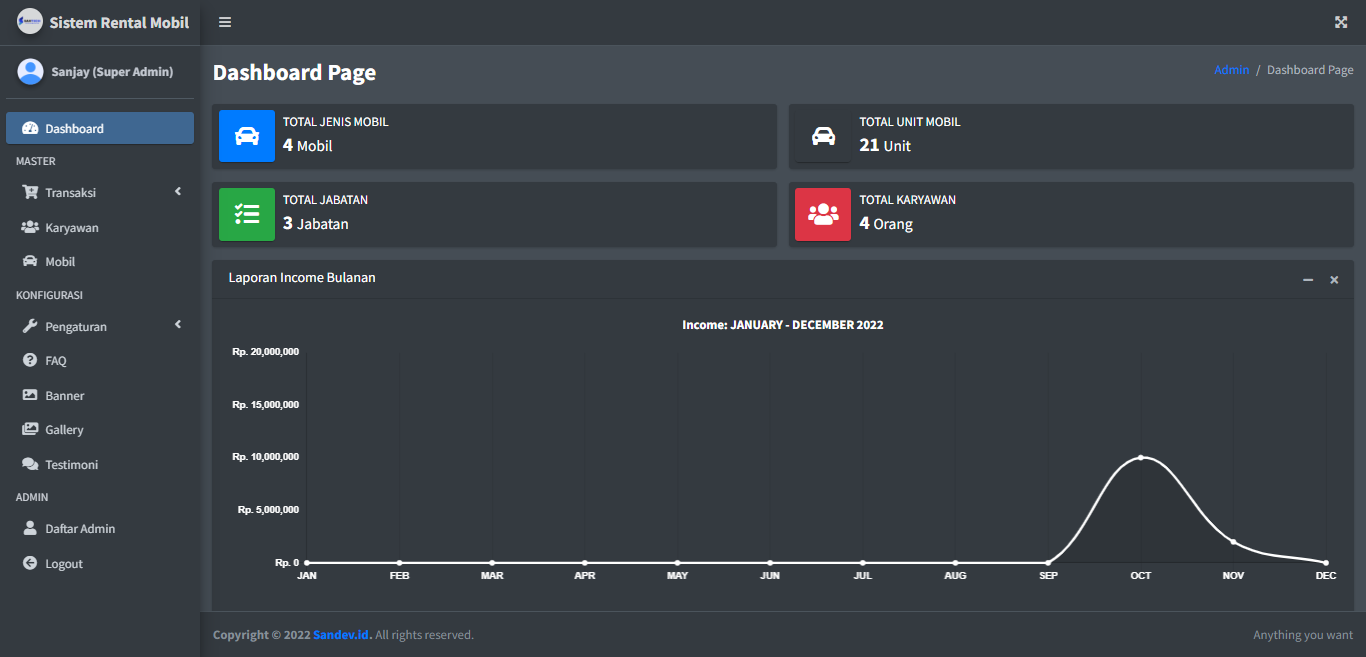 Sistem Rental Mobil
Sanjay (Super Admin)
Dashboard
MASTER
Transaksi
Karyawan
Mobil
KONFIGURASI
Pengaturan
FAQ
Banner
Gallery
Testimoni
ADMIN
Daftar Admin
Logout
Dashboard Page
Admin / Dashboard Page
TOTAL JENIS MOBIL
4 Mobil
TOTAL UNIT MOBIL
21 Unit
TOTAL JABATAN
3 Jabatan
TOTAL KARYAWAN
4 Orang
Laporan Income Bulanan
Income: JANUARY - DECEMBER 2022
Rp. 20,000,000
Rp. 15,000,000
Rp. 10,000,000
Rp. 5,000,000
Rp. 0
JAN FEB MAR APR MAY JUN JUL AUG SEP OCT NOV DEC
Copyright © 2022 Sandev.id. All rights reserved.
Anything you want